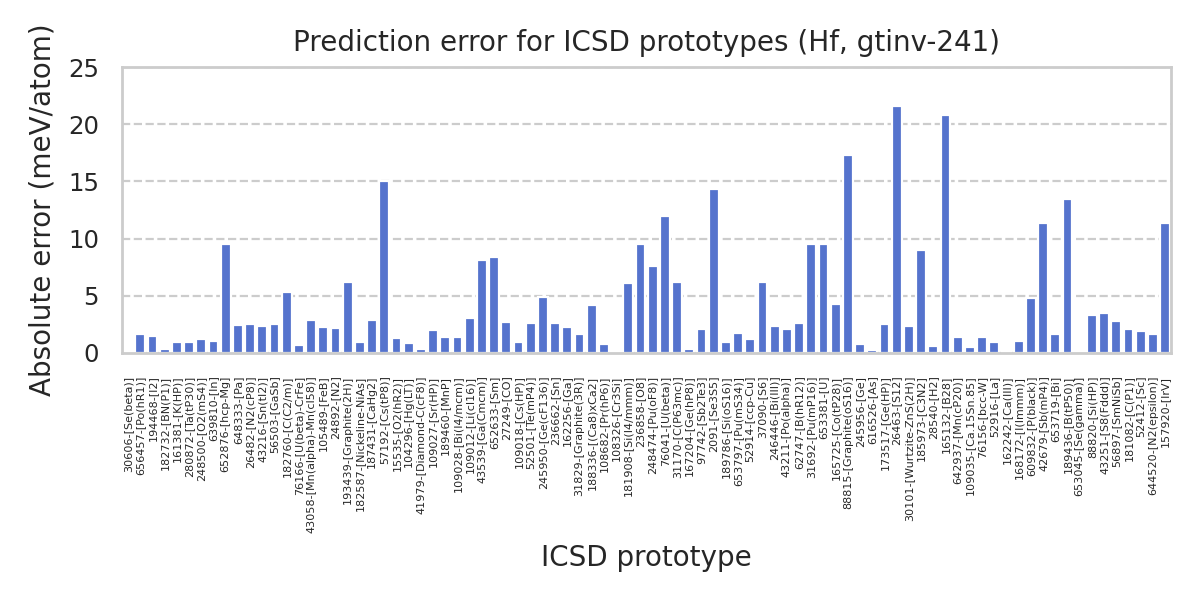 Prediction error for ICSD prototypes (Hf, gtinv-241)
Absolute error (meV/atom)
25
20
15
10
5
0
30606-[Se(beta)]
656457-[Po(hR1)]
194468-[I2]
182732-[BN(P1)]
161381-[K(HP)]
280872-[Ta(tP30)]
248500-[O2(mS4)]
639810-[In]
652876-[hcp-Mg]
648333-[Pa]
26482-[N2(cP8)]
43216-[Sn(tI2)]
56503-[GaSb]
182760-[C(C2/m)]
76166-[U(beta)-CrFe]
43058-[Mn(alpha)-Mn(cI58)]
105489-[FeB]
24892-[N2]
193439-[Graphite(2H)]
182587-[Nickeline-NiAs]
187431-[CaHg2]
57192-[Cs(tP8)]
15535-[O2(hR2)]
104296-[Hg(LT)]
41979-[Diamond-C(cF8)]
109027-[Sr(HP)]
189460-[MnP]
109028-[Bi(I4/mcm)]
109012-[Li(cI16)]
43539-[Ga(Cmcm)]
652633-[Sm]
27249-[CO]
109018-[Cs(HP)]
52501-[Te(mP4)]
245950-[Ge(cF136)]
236662-[Sn]
162256-[Ga]
31829-[Graphite(3R)]
188336-[(Ca8)xCa2]
108682-[Pr(hP6)]
108326-[Cr3Si]
181908-[Si(I4/mmm)]
236858-[O8]
248474-[Pu(oF8)]
76041-[U(beta)]
31170-[C(P63mc)]
167204-[Ge(hP8)]
97742-[Sb2Te3]
2091-[Se3S5]
189786-[Si(oS16)]
653797-[Pu(mS34)]
52914-[ccp-Cu]
37090-[S6]
246446-[Bi(III)]
43211-[Po(alpha)]
62747-[B(hR12)]
31692-[Pu(mP16)]
653381-[U]
165725-[Co(tP28)]
88815-[Graphite(oS16)]
245956-[Ge]
616526-[As]
173517-[Ge(HP)]
26463-[S12]
30101-[Wurtzite-ZnS(2H)]
185973-[C3N2]
28540-[H2]
165132-[B28]
642937-[Mn(cP20)]
109035-[Ca.15Sn.85]
76156-[bcc-W]
52916-[La]
162242-[Ca(III)]
168172-[I(Immm)]
609832-[P(black)]
42679-[Sb(mP4)]
653719-[Bi]
189436-[B(tP50)]
653045-[Se(gamma)]
88820-[Si(HP)]
43251-[S8(Fddd)]
56897-[SmNiSb]
181082-[C(P1)]
52412-[Sc]
644520-[N2(epsilon)]
157920-[IrV]
ICSD prototype